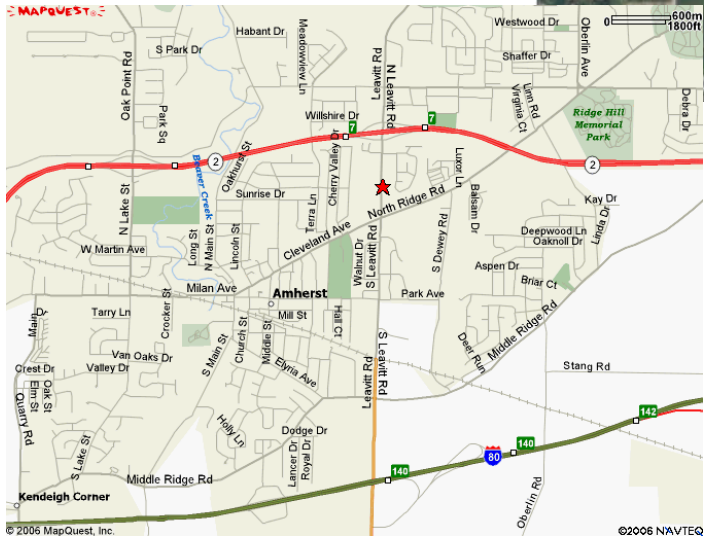 MAPQUEST
Habant Dr
Westwood Dr
0 600m
1800ft
S Park Dr
Meadowview Ln
Leavitt Rd
N Leavitt Rd
Shaffer Dr
Oberlin Ave
Oak Point Rd
Park Sq
Willshire Dr
7
7
Linn Rd
Virginia Ct
Ridge Hill
Memorial
Park
Debra Dr
2
2
Beaver Creek
Oakhurst St
Cherry Valley Dr
Luxor Ln
N Lake St
Sunrise Dr
Terra Ln
North Ridge Rd
Balsam Dr
Kay Dr
Linda Dr
W Martin Ave
Long St
N Main St
Lincoln St
Cleveland Ave
Walnut Dr
S Leavitt Rd
S Dewey Rd
Deepwood Ln
Oaknoll Dr
Aspen Dr
Briar Ct
Milan Ave
Amherst
Park Ave
Main
Tarry Ln
Crocker St
Mill St
Hall Ct
Church St
Middle St
S Main St
S Leavitt Rd
Middle Ridge Rd
Deer Run
Van Oaks Dr
Valley Dr
Crest Dr
Elm St
Oak St
Elyria Ave
Leavitt Rd
Stang Rd
Quarry Rd
S Lake St
Holly Ln
Dodge Dr
Lancer Dr
Royal Dr
142
140
80
140
Middle Ridge Rd
Oberlin Rd
Kendeigh Corner
© 2006 MapQuest, Inc.
©2006 NAVTEQ